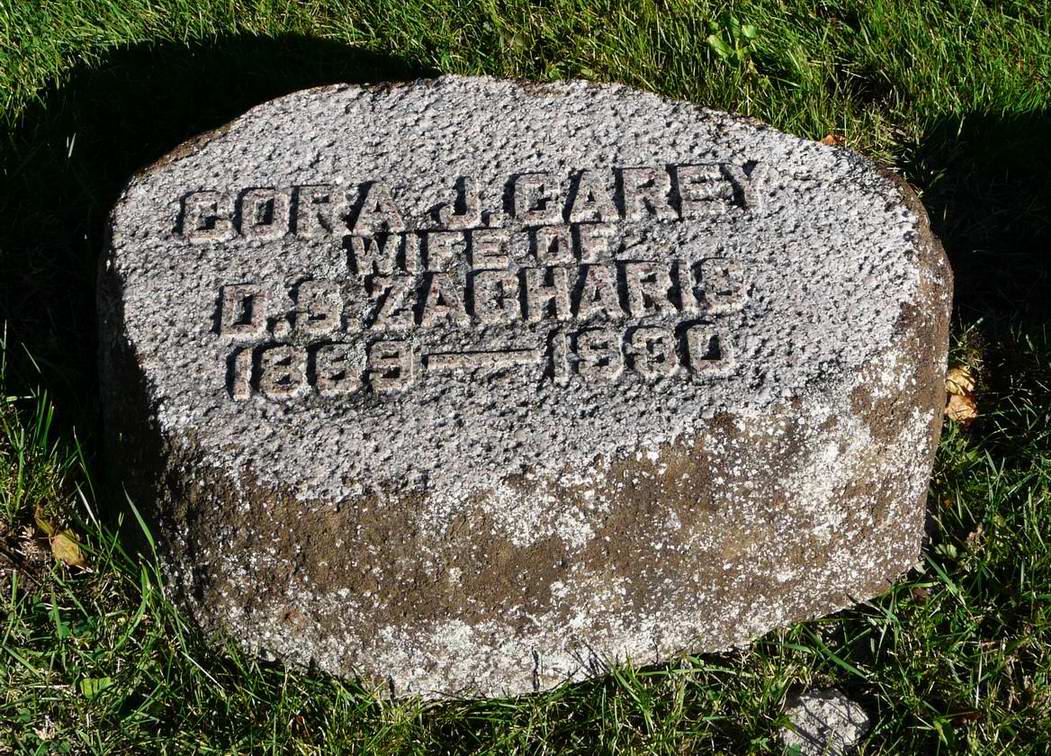 CORA J. CAREY
WIFE OF
D.S. ZACHARIS
1869—1930